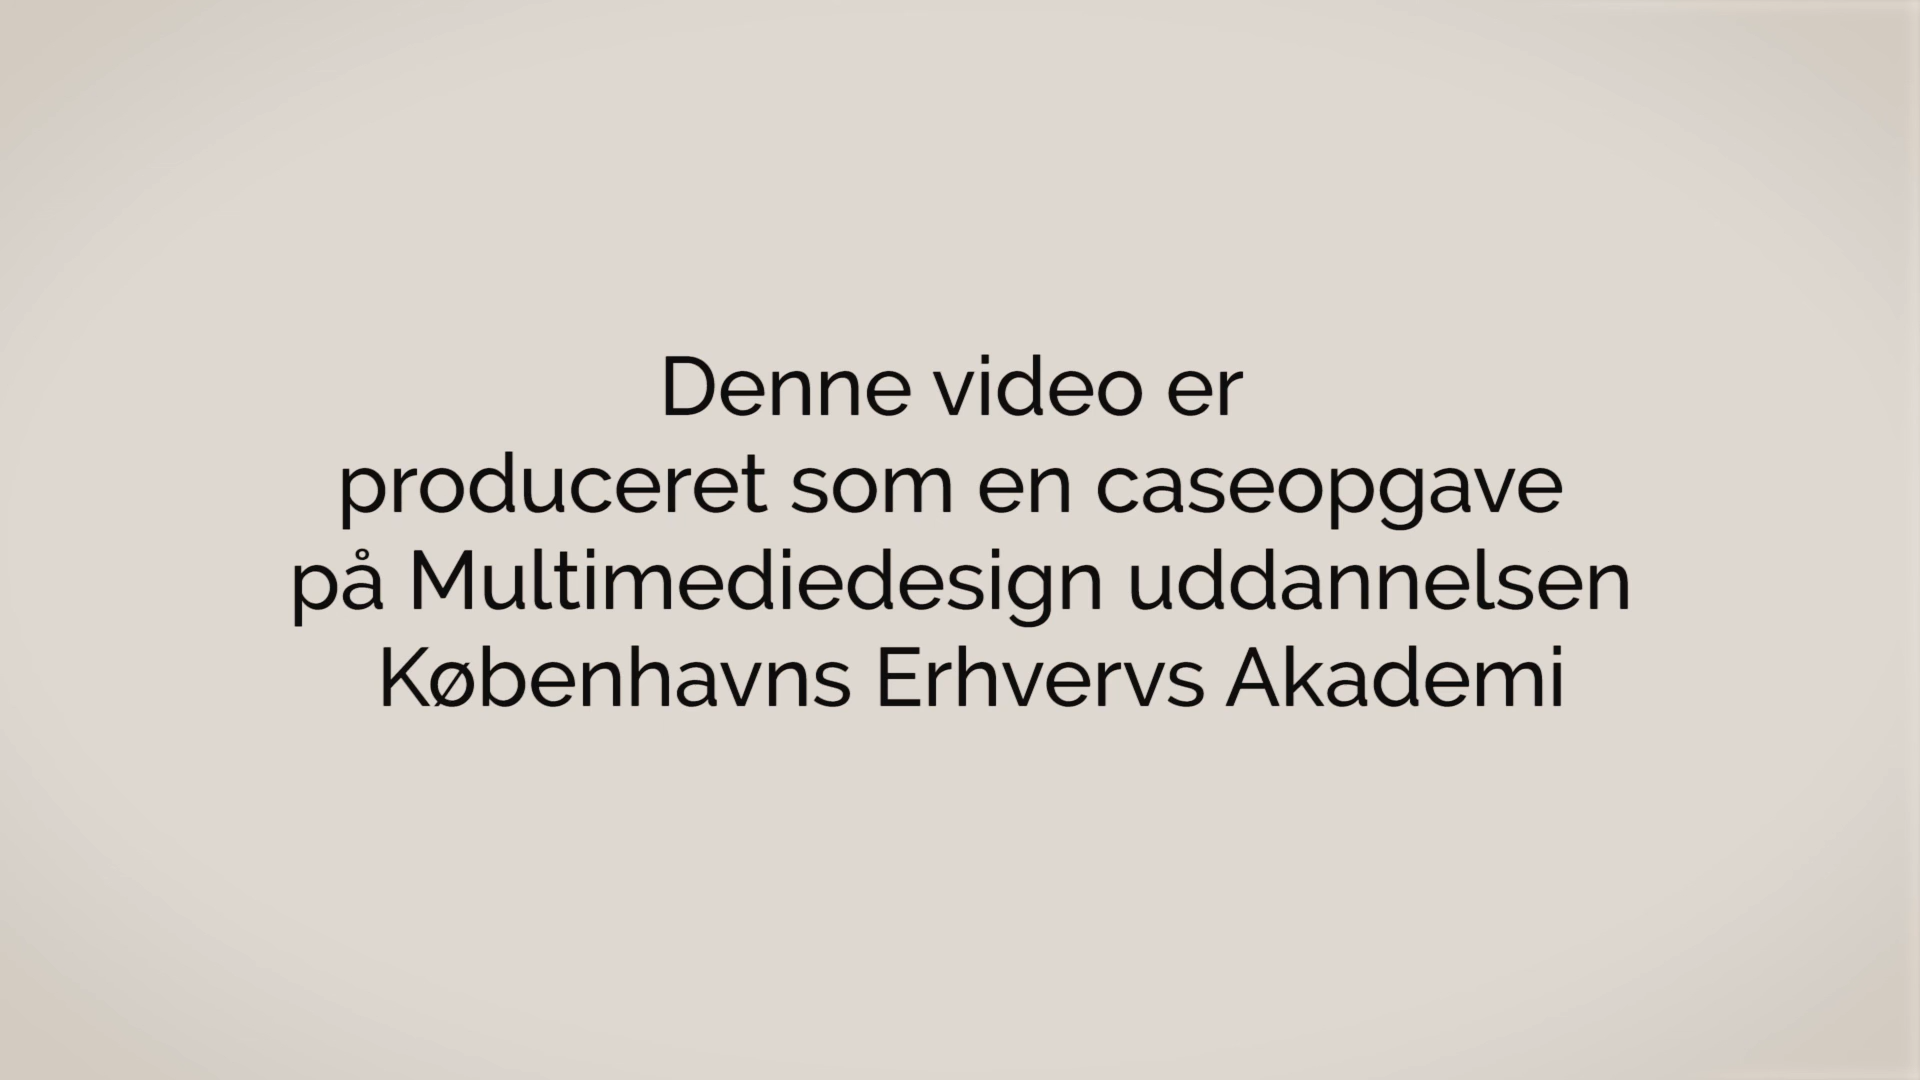 Denne video er
produceret som en caseopgave
på Multimediedesign uddannelsen
Københavns Erhvervs Akademi